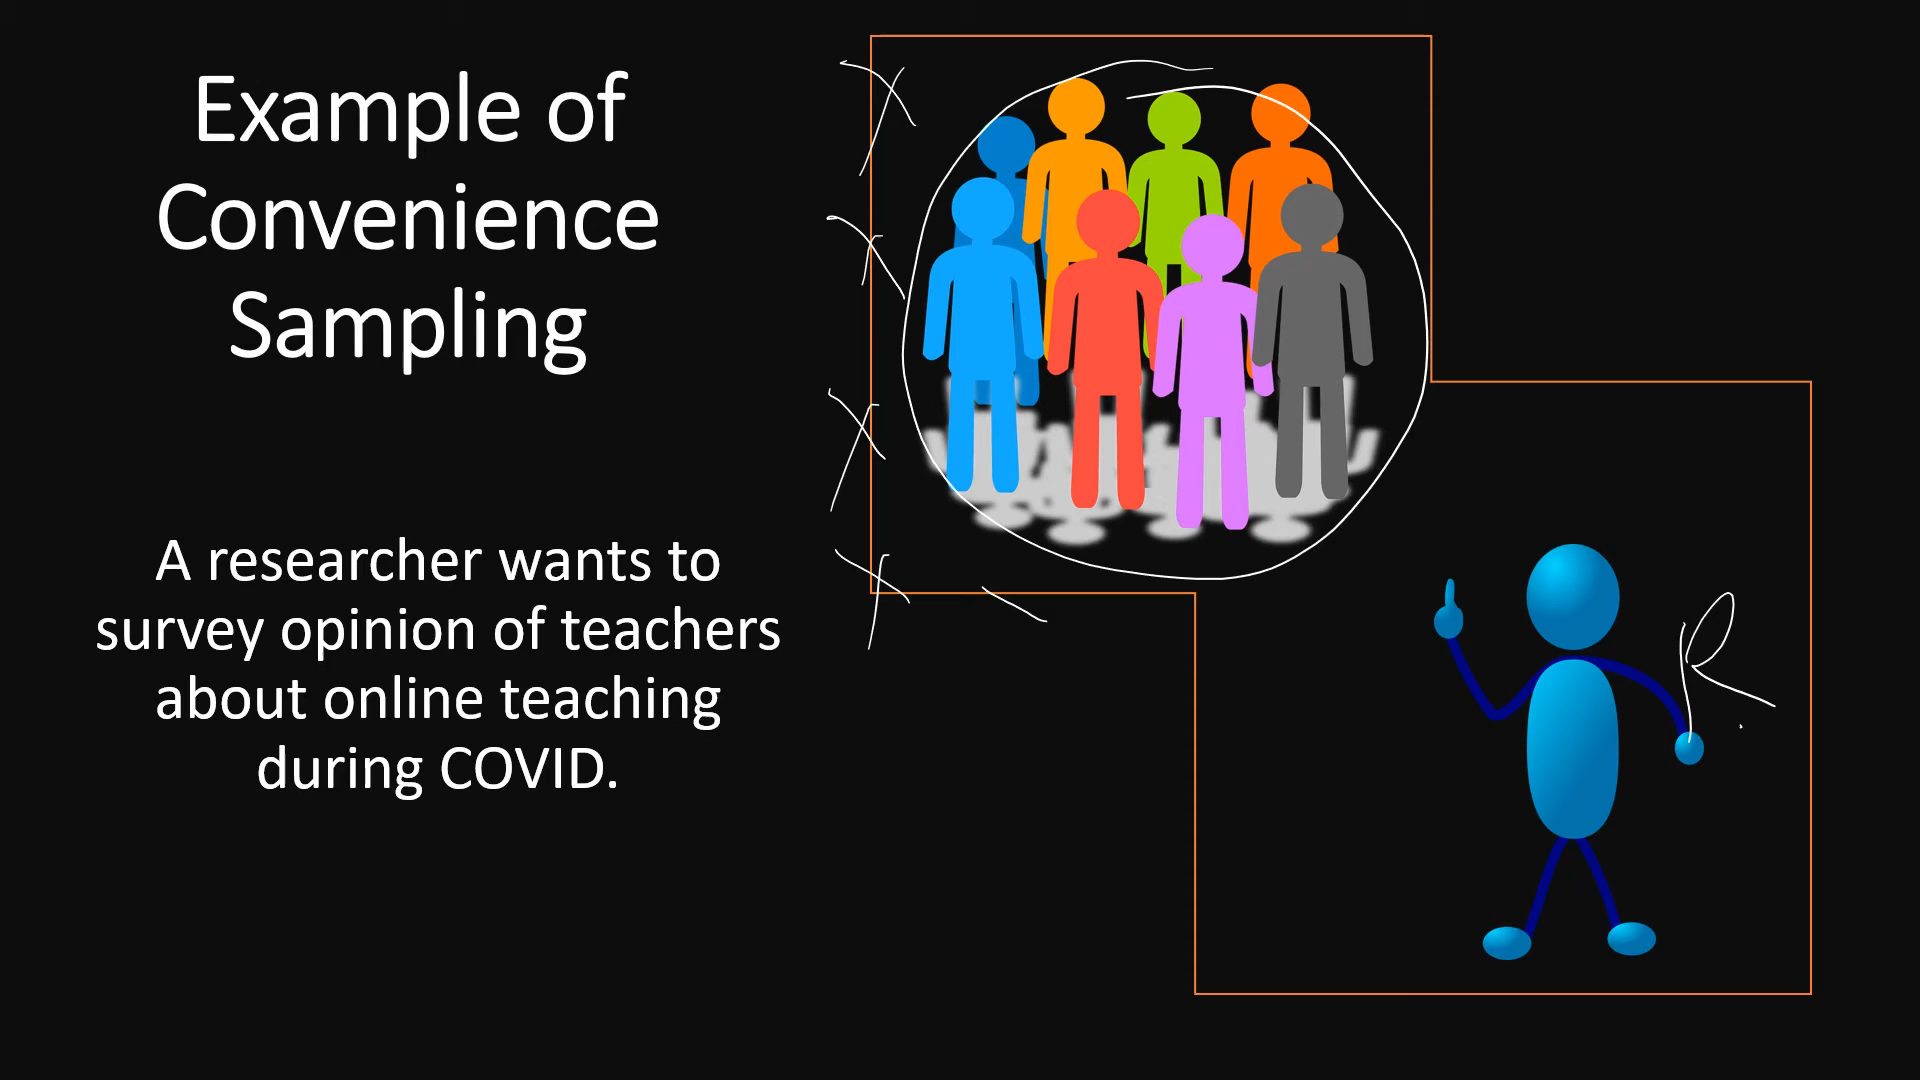 Example of
Convenience
Sampling
A researcher wants to
survey opinion of teachers
about online teaching
during COVID.
R.